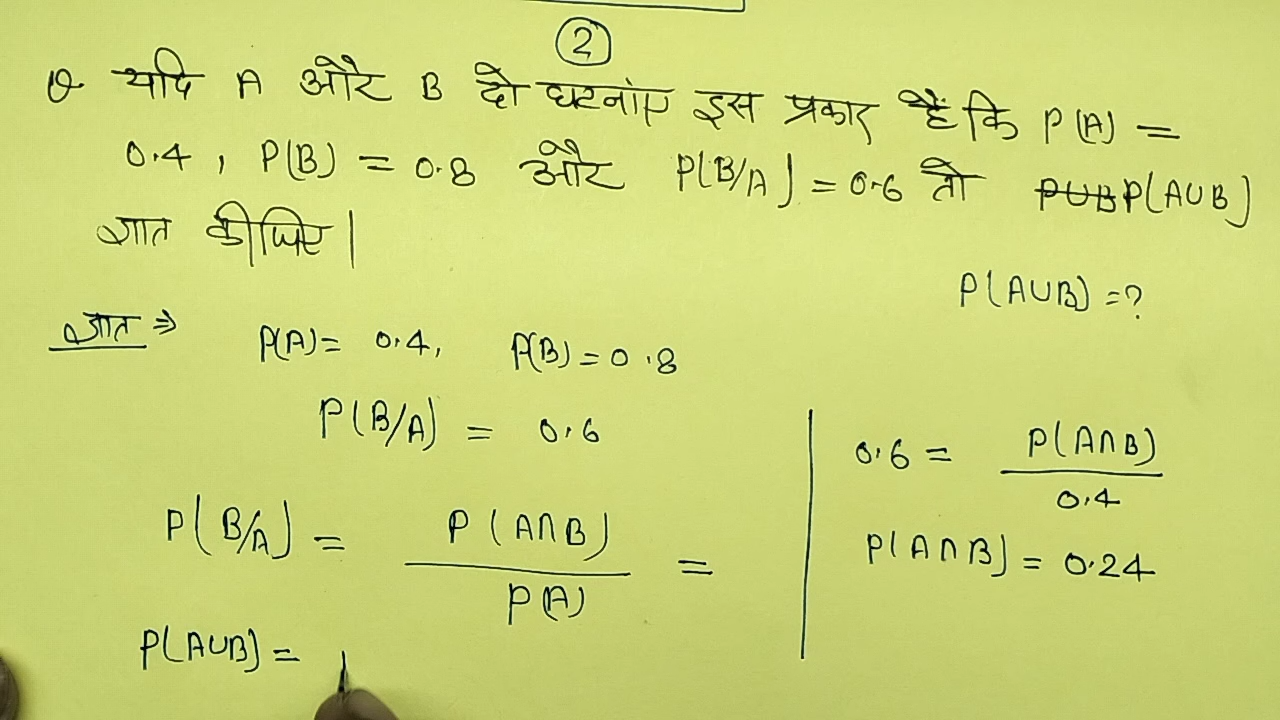 2
Q यदि A और B दो घटनांए इस प्रकार हैं कि P(A) =
0.4, P(B) = 0.8 और P(B/A) = 0.6 तो PUB P(A∪B)
ज्ञात कीजिए।
P(A∪B) = ?
ज्ञात ⇒ P(A) = 0.4, P(B) = 0.8
P(B/A) = 0.6
P(B/A) = P(A∩B) / P(A) =
P(A∪B) =
0.6 = P(A∩B) / 0.4
P(A∩B) = 0.24